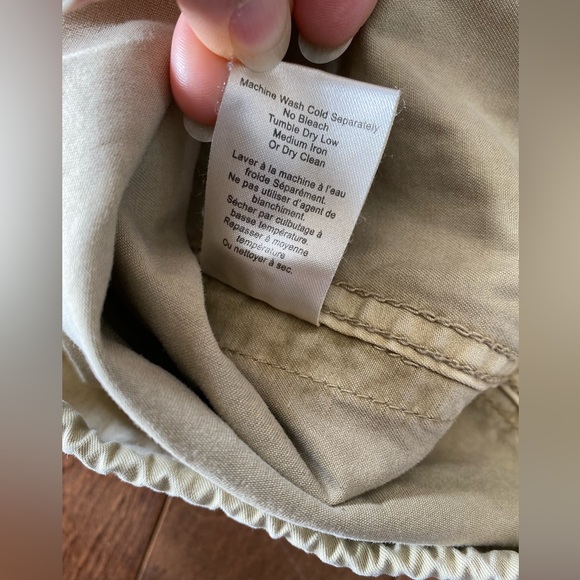 Machine Wash Cold Separately
No Bleach
Tumble Dry Low
Medium Iron
Or Dry Clean
Laver à la machine à l'eau
froide Séparément.
Ne pas utiliser d'agent de
blanchiment.
Sécher par culbutage à
basse température.
Repasser à moyenne
température
Ou nettoyer à sec.